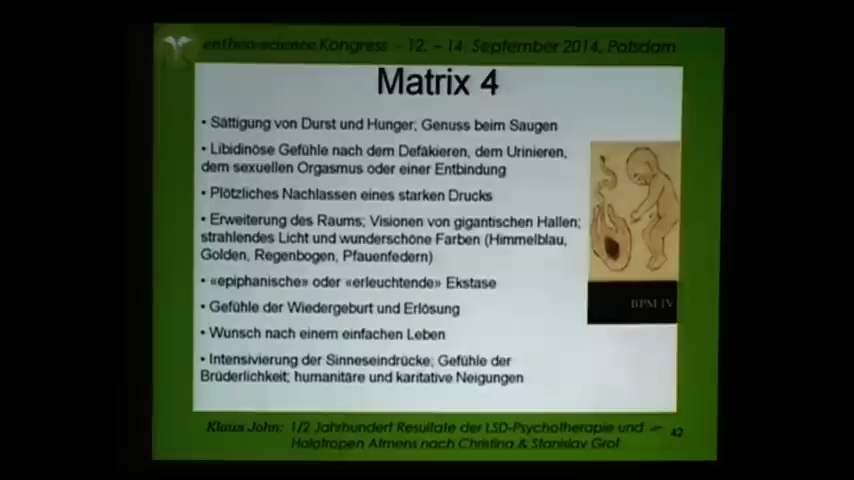 entheo-science Kongress - 12. – 14. September 2014, Potsdam
Matrix 4
• Sättigung von Durst und Hunger; Genuss beim Saugen
• Libidinöse Gefühle nach dem Defäkieren, dem Urinieren,
dem sexuellen Orgasmus oder einer Entbindung
• Plötzliches Nachlassen eines starken Drucks
• Erweiterung des Raums; Visionen von gigantischen Hallen;
strahlendes Licht und wunderschöne Farben (Himmelblau,
Golden, Regenbogen, Pfauenfedern)
• «epiphanische» oder «erleuchtende» Ekstase
• Gefühle der Wiedergeburt und Erlösung
• Wunsch nach einem einfachen Leben
• Intensivierung der Sinneseindrücke; Gefühle der
Brüderlichkeit; humanitäre und karitative Neigungen
BPM IV
Klaus John: 1/2 Jahrhundert Resultate der LSD-Psychotherapie und
Holotropen Atmens nach Christina & Stanislav Grof
42